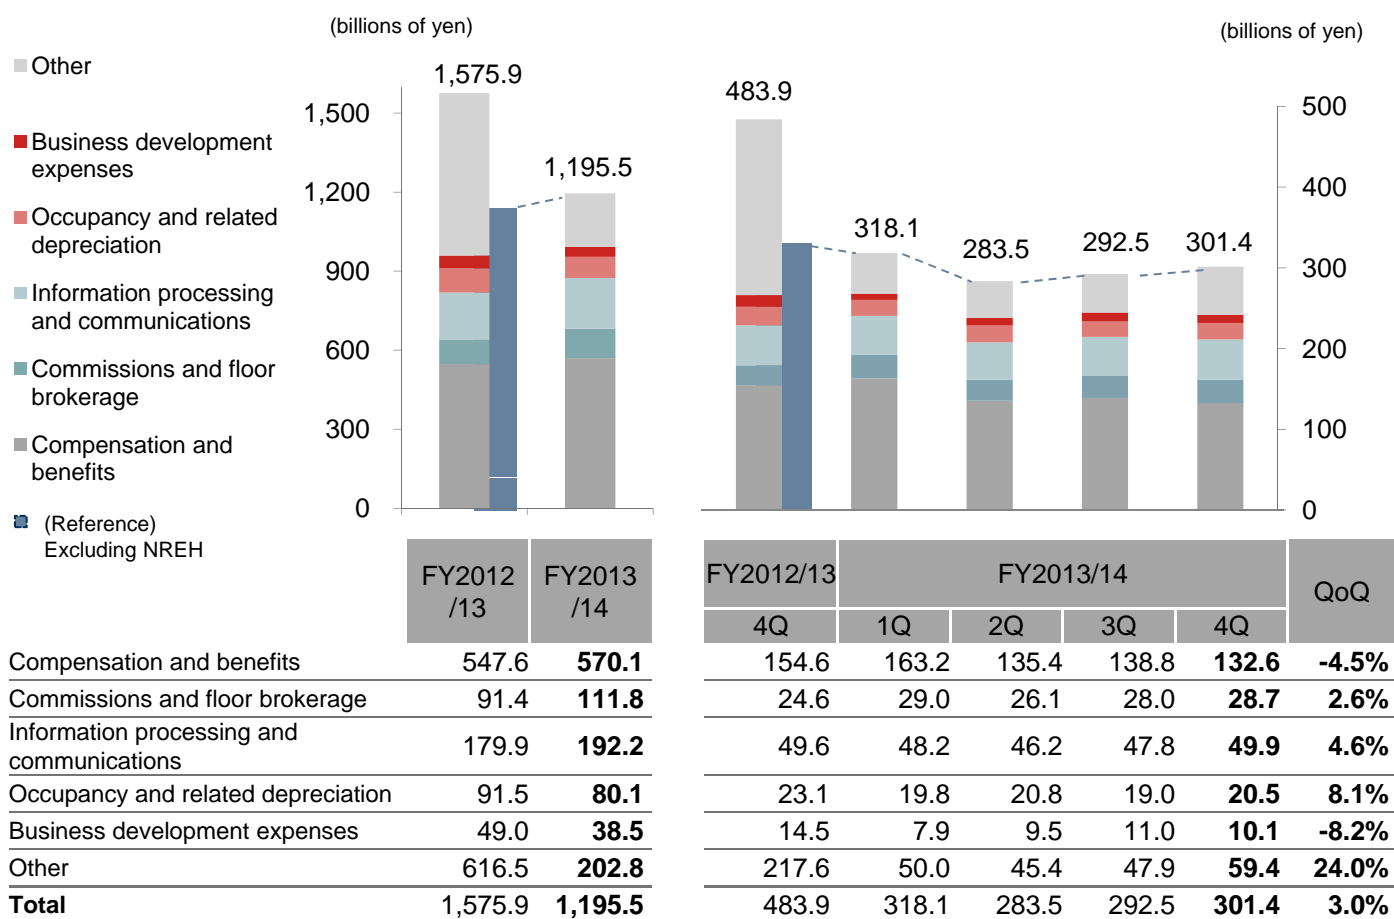 (billions of yen)
(billions of yen)
Other
Business development
expenses
Occupancy and related
depreciation
Information processing
and communications
Commissions and floor
brokerage
Compensation and
benefits
(Reference)
Excluding NREH
1,575.9
1,195.5
1,500
1,200
900
600
300
0
483.9
318.1
283.5
292.5
301.4
500
400
300
200
100
0
FY2012
/13
FY2013
/14
FY2012/13
FY2013/14
QoQ
4Q 1Q 2Q 3Q 4Q
Compensation and benefits 547.6 570.1 154.6 163.2 135.4 138.8 132.6 -4.5%
Commissions and floor brokerage 91.4 111.8 24.6 29.0 26.1 28.0 28.7 2.6%
Information processing and
communications 179.9 192.2 49.6 48.2 46.2 47.8 49.9 4.6%
Occupancy and related depreciation 91.5 80.1 23.1 19.8 20.8 19.0 20.5 8.1%
Business development expenses 49.0 38.5 14.5 7.9 9.5 11.0 10.1 -8.2%
Other 616.5 202.8 217.6 50.0 45.4 47.9 59.4 24.0%
Total 1,575.9 1,195.5 483.9 318.1 283.5 292.5 301.4 3.0%